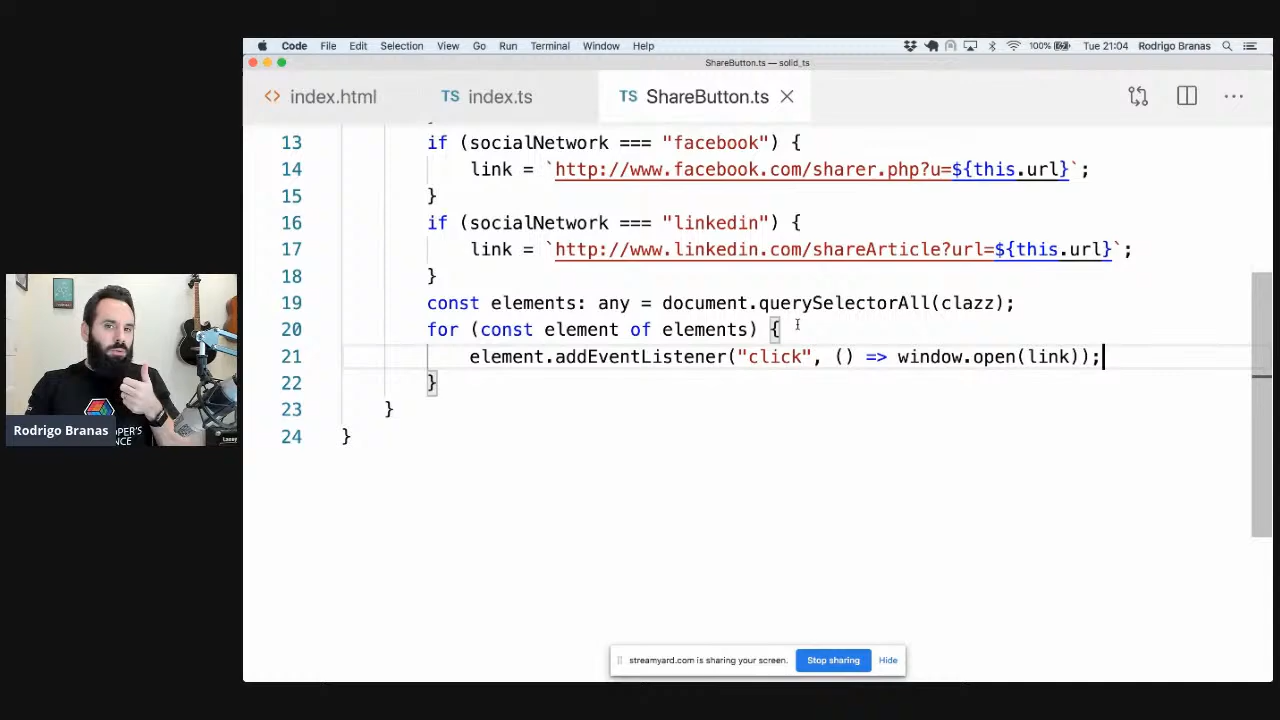 Code File Edit Selection View Go Run Terminal Window Help 100% Tue 21:04 Rodrigo Branas
ShareButton.ts — solid_ts
<> index.html TS index.ts TS ShareButton.ts
13 if (socialNetwork === "facebook") {
14 link = `http://www.facebook.com/sharer.php?u=${this.url}`;
15 }
16 if (socialNetwork === "linkedin") {
17 link = `http://www.linkedin.com/shareArticle?url=${this.url}`;
18 }
19 const elements: any = document.querySelectorAll(clazz);
20 for (const element of elements) {
21 element.addEventListener("click", () => window.open(link));
22 }
23 }
24 }
Rodrigo Branas
streamyard.com is sharing your screen. Stop sharing Hide